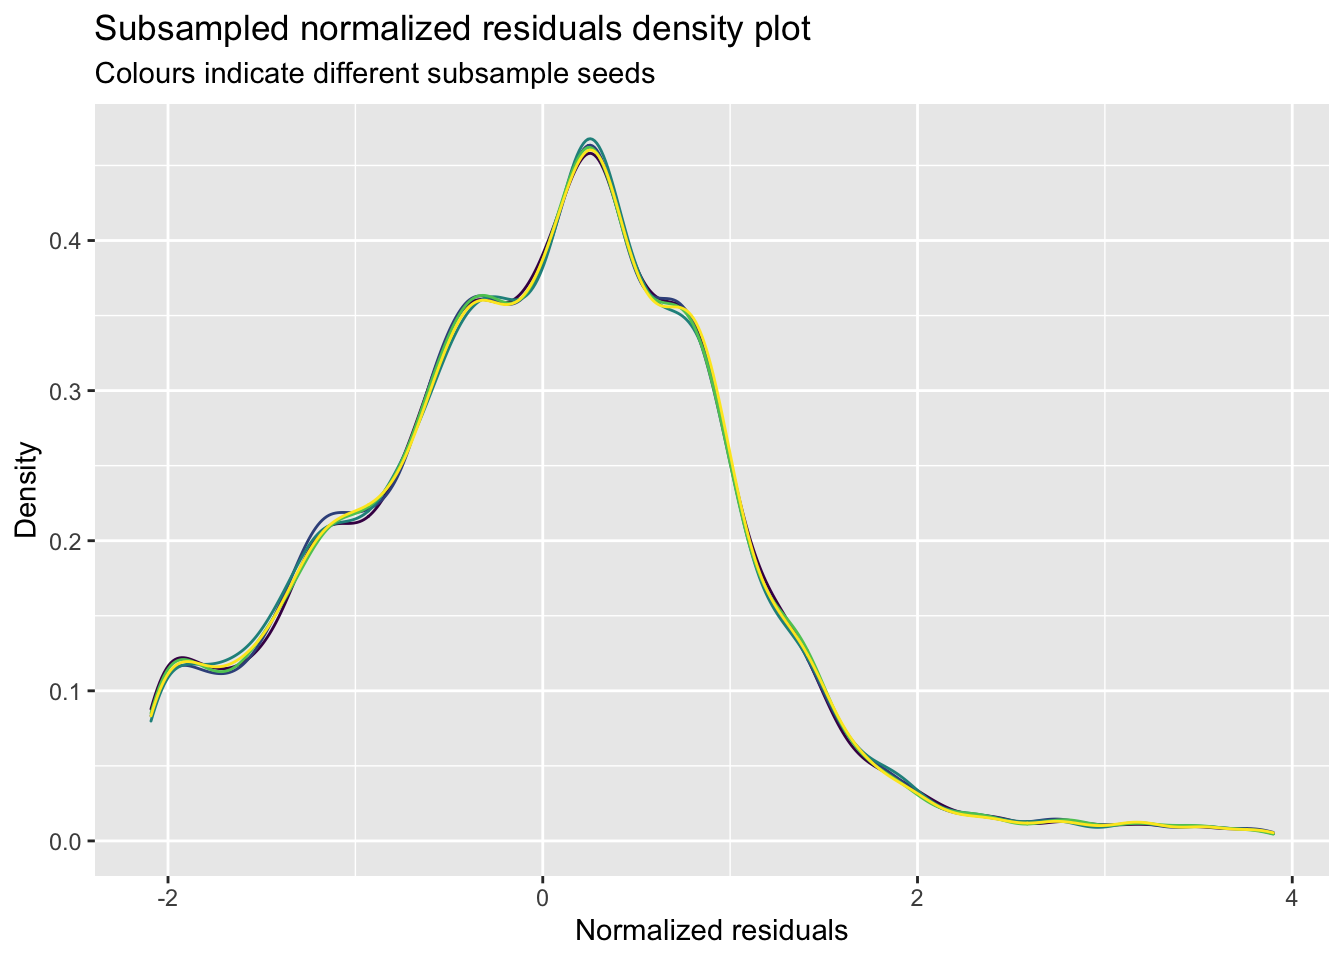 Subsampled normalized residuals density plot
Colours indicate different subsample seeds
Density
0.4
0.3
0.2
0.1
0.0
-2
0
2
4
Normalized residuals